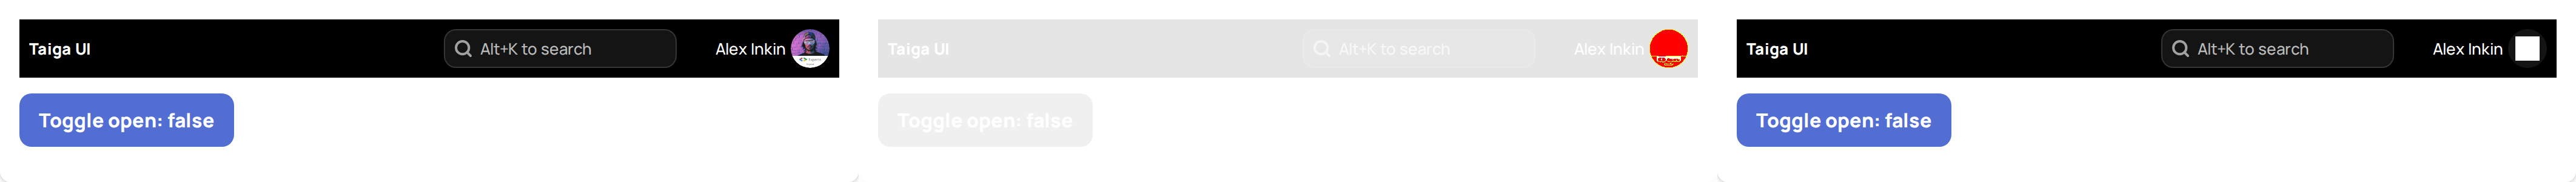 Taiga UI Alt+K to search Alex Inkin
Toggle open: false
Taiga UI Alt+K to search Alex Inkin
Toggle open: false
Taiga UI Alt+K to search Alex Inkin
Toggle open: false